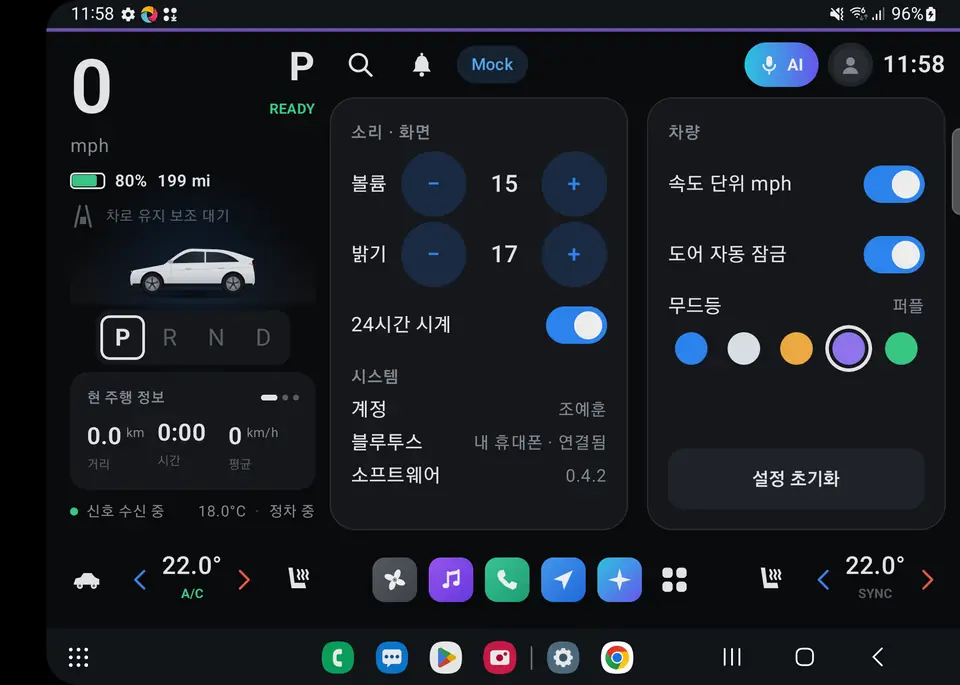 11:58
96%
0
P
READY
mph
80% 199 mi
차로 유지 보조 대기
P R N D
현 주행 정보
0.0 km 0:00 0 km/h
거리 시간 평균
신호 수신 중 18.0°C · 정차 중
Mock
AI
11:58
소리 · 화면
볼륨 − 15 +
밝기 − 17 +
24시간 시계
시스템
계정 조예훈
블루투스 내 휴대폰 · 연결됨
소프트웨어 0.4.2
차량
속도 단위 mph
도어 자동 잠금
무드등 퍼플
설정 초기화
22.0°
A/C
22.0°
SYNC